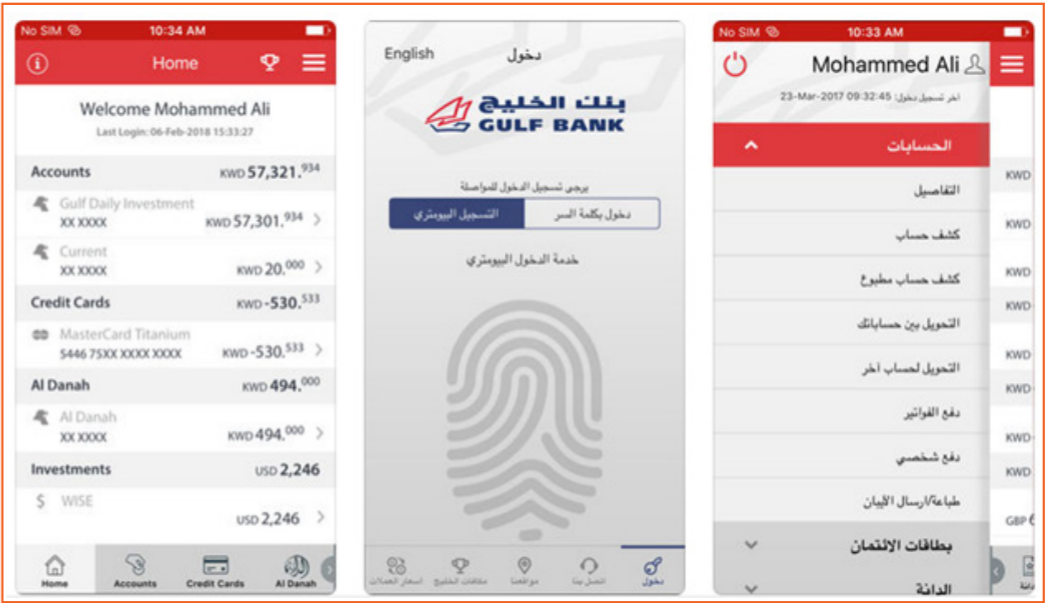 No SIM 10:34 AM
Home
Welcome Mohammed Ali
Last Login: 06-Feb-2018 15:33:27
Accounts KWD 57,321.934
Gulf Daily Investment
XX XXXX KWD 57,301.934
Current
XX XXXX KWD 20.000
Credit Cards KWD -530.533
MasterCard Titanium
5446 75XX XXXX XXXX KWD -530.533
Al Danah KWD 494.000
Al Danah
XX XXXX KWD 494.000
Investments USD 2,246
$ WISE
USD 2,246
Home Accounts Credit Cards Al Danah
English دخول
بنك الخليج
GULF BANK
يرجى تسجيل الدخول للمواصلة
دخول بكلمة السر التسجيل البيومتري
خدمة الدخول البيومتري
دخول اتصل بنا مواقعنا مكافآت الخليج اسعار العملات
No SIM 10:33 AM
Mohammed Ali
اخر تسجيل دخول: 23-Mar-2017 09:32:45
الحسابات
التفاصيل
كشف حساب
كشف حساب مطبوع
التحويل بين حساباتك
التحويل لحساب آخر
دفع الفواتير
دفع شخصي
طباعة/ارسال الآيبان
بطاقات الائتمان
الدانة
KWD
KWD
KWD
KWD
KWD
KWD
KWD
KWD
GBP